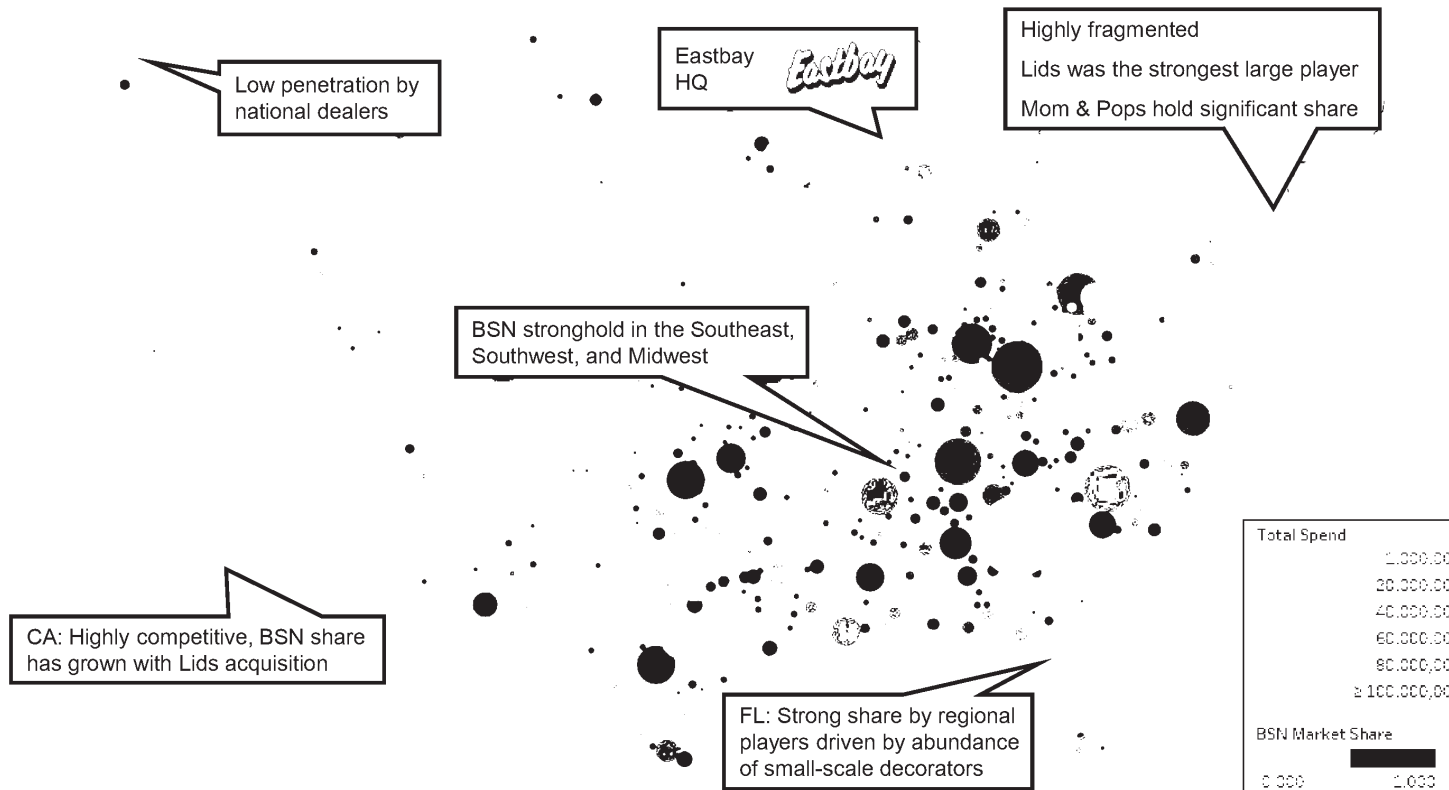 Low penetration by
national dealers
Eastbay
HQ
Eastbay
Highly fragmented
Lids was the strongest large player
Mom & Pops hold significant share
BSN stronghold in the Southeast,
Southwest, and Midwest
CA: Highly competitive, BSN share
has grown with Lids acquisition
FL: Strong share by regional
players driven by abundance
of small-scale decorators
Total Spend
BSN Market Share